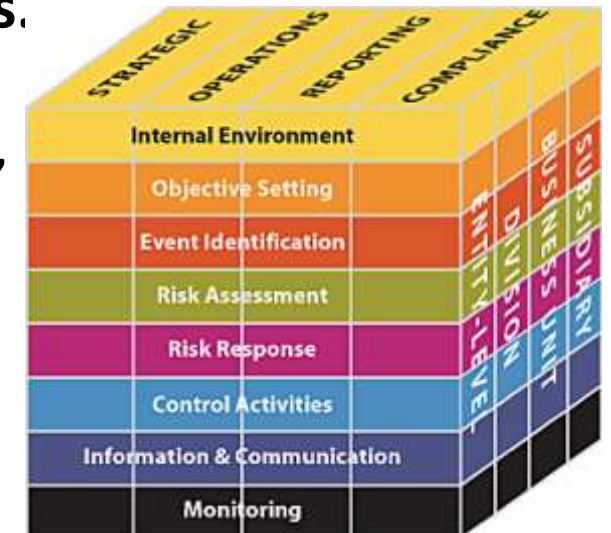 s.
,
STRATEGIC
OPERATIONS
REPORTING
COMPLIANCE
Internal Environment
Objective Setting
Event Identification
Risk Assessment
Risk Response
Control Activities
Information & Communication
Monitoring
ENTITY-LEVEL
DIVISION
BUSINESS UNIT
SUBSIDIARY